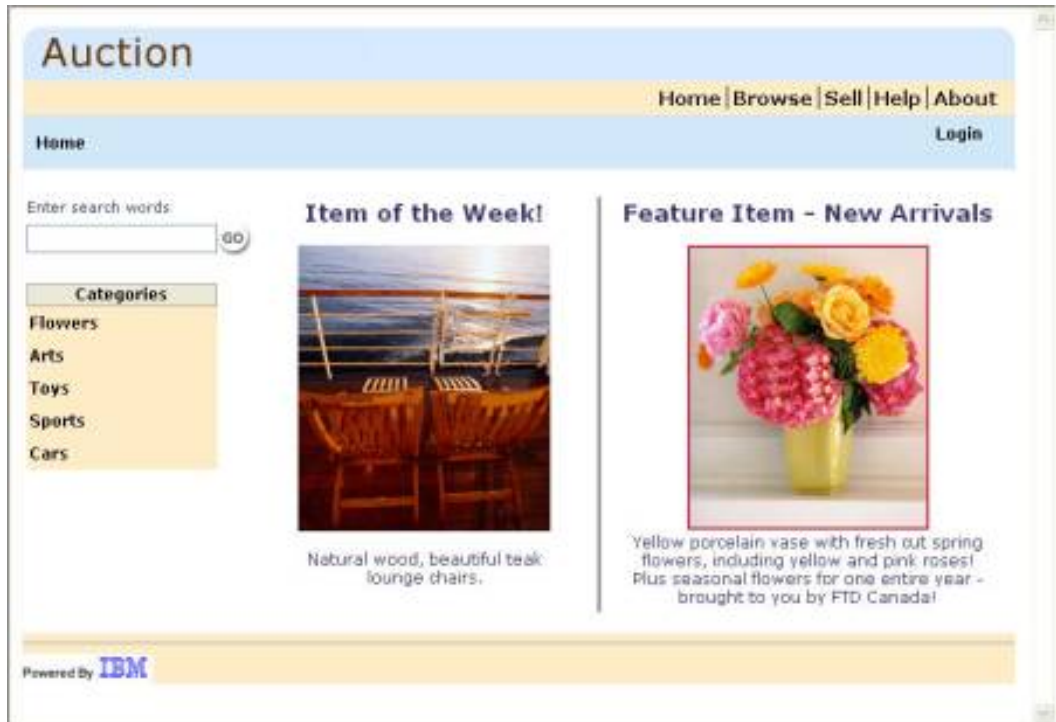 Auction
Home|Browse|Sell|Help|About
Home
Login
Enter search words
GO
Categories
Flowers
Arts
Toys
Sports
Cars
Item of the Week!
Natural wood, beautiful teak
lounge chairs.
Feature Item - New Arrivals
Yellow porcelain vase with fresh cut spring
flowers, including yellow and pink roses!
Plus seasonal flowers for one entire year -
brought to you by FTD Canada!
Powered By IBM